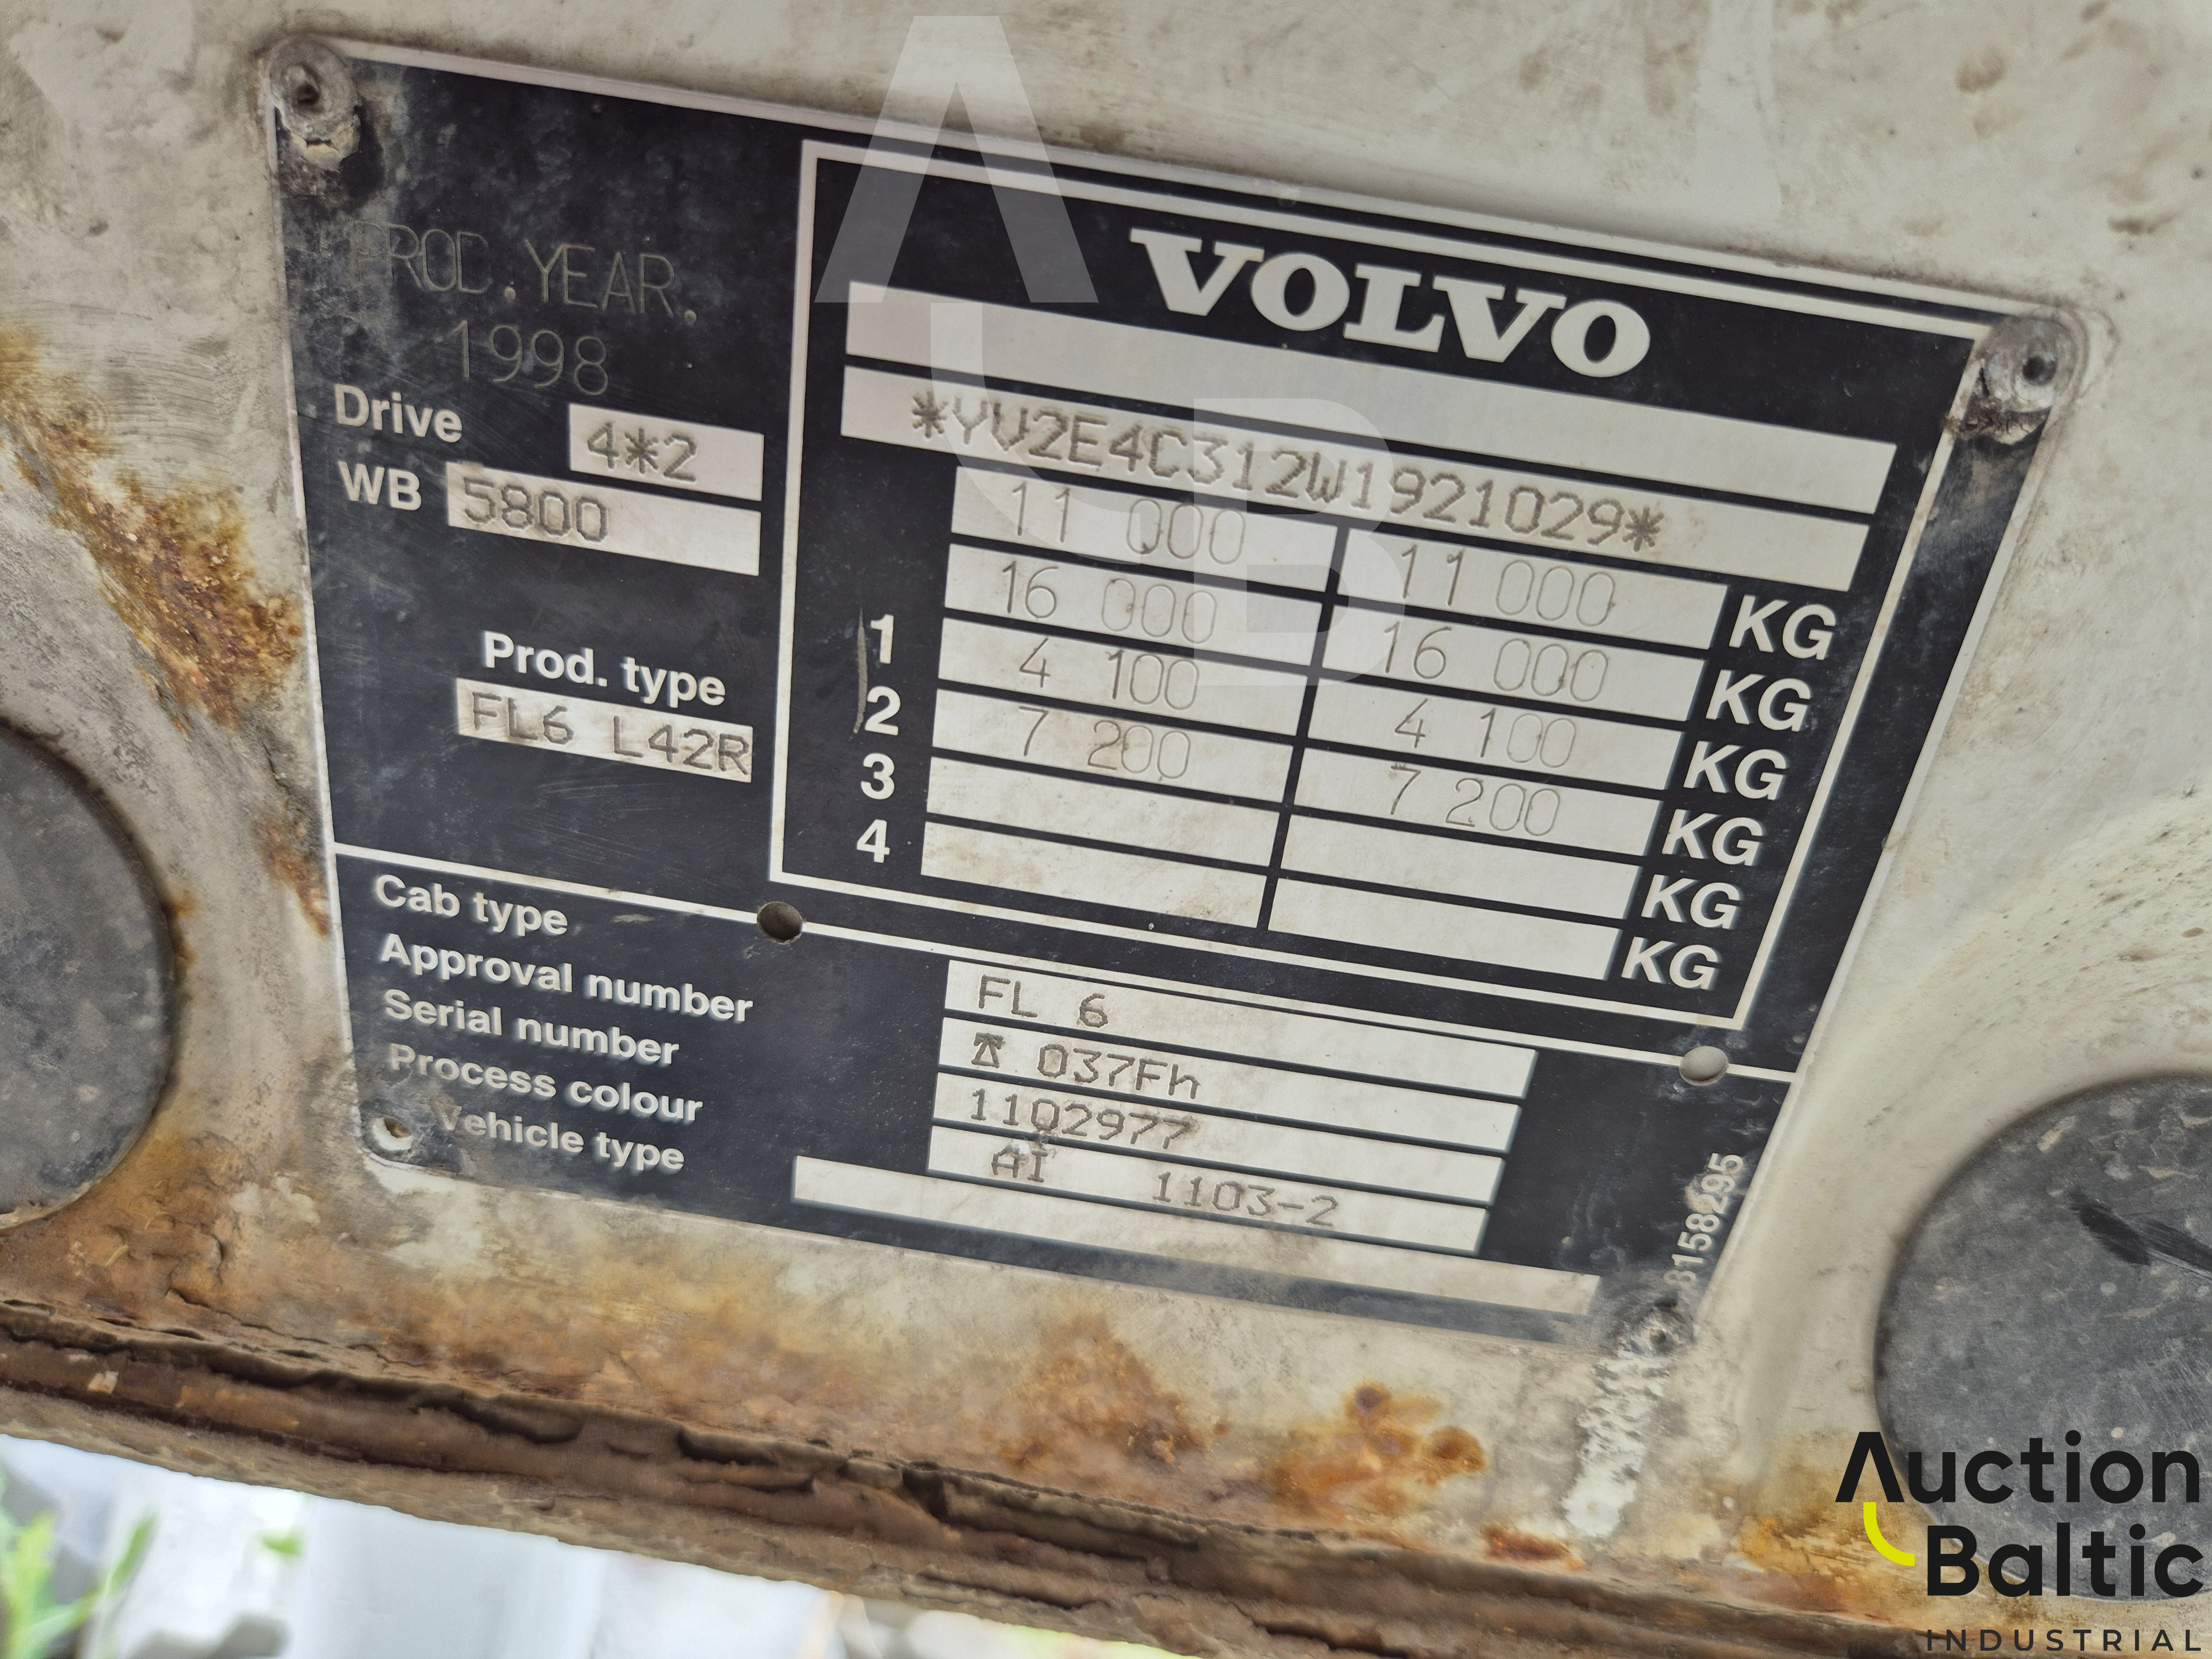 VOLVO
*YV2E4C312W1921029*
11 000 11 000 KG
16 000 16 000 KG
1 4 100 4 100 KG
2 7 200 7 200 KG
3 KG
4 KG
PROD.YEAR.
1998
Drive 4*2
WB 5800
Prod. type
FL6 L42R
Cab type FL 6
Approval number 037Fh
Serial number 1102977
Process colour AI 1103-2
Vehicle type
8158295
Auction
Baltic
INDUSTRIAL